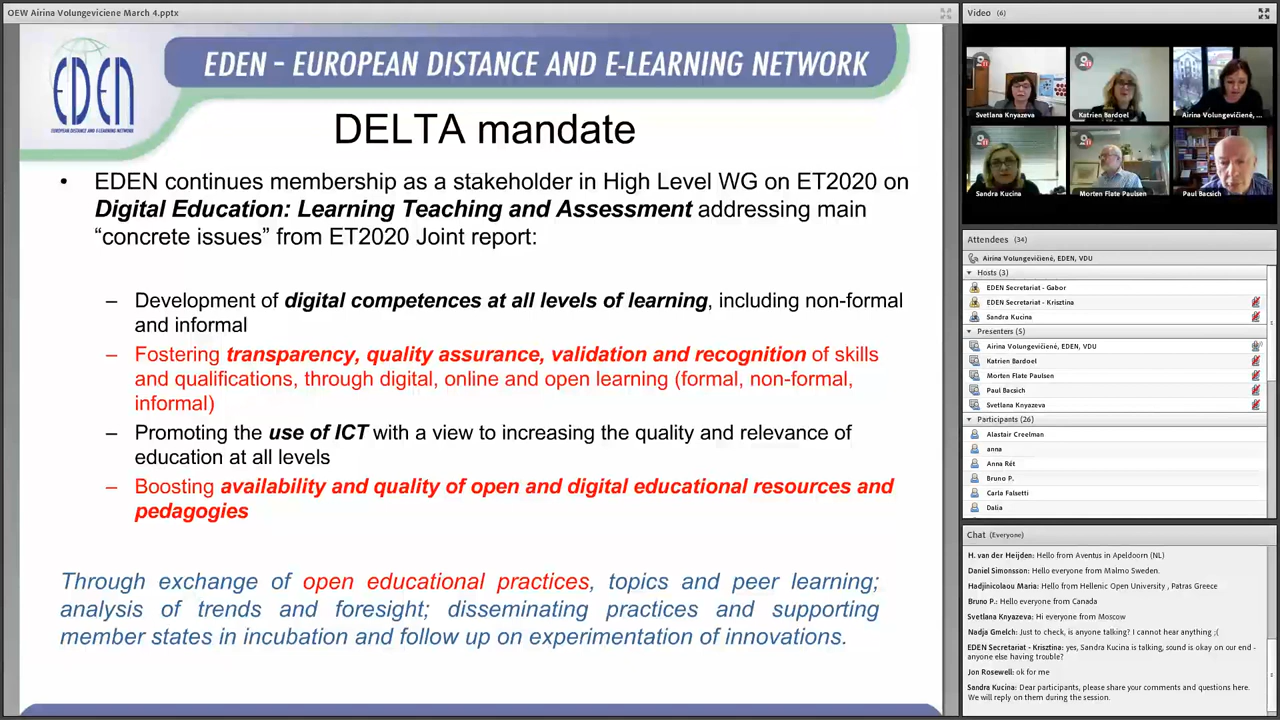 OEW Airina Volungeviciene March 4.pptx
EDEN
EUROPEAN DISTANCE AND E-LEARNING NETWORK
EDEN – EUROPEAN DISTANCE AND E-LEARNING NETWORK
DELTA mandate
• EDEN continues membership as a stakeholder in High Level WG on ET2020 on
Digital Education: Learning Teaching and Assessment addressing main
“concrete issues” from ET2020 Joint report:
– Development of digital competences at all levels of learning, including non-formal
and informal
– Fostering transparency, quality assurance, validation and recognition of skills
and qualifications, through digital, online and open learning (formal, non-formal,
informal)
– Promoting the use of ICT with a view to increasing the quality and relevance of
education at all levels
– Boosting availability and quality of open and digital educational resources and
pedagogies
Through exchange of open educational practices, topics and peer learning;
analysis of trends and foresight; disseminating practices and supporting
member states in incubation and follow up on experimentation of innovations.
Video (6)
Svetlana Knyazeva
Katrien Bardoel
Airina Volungevičienė, ...
Sandra Kucina
Morten Flate Paulsen
Paul Bacsich
Attendees (34)
Airina Volungevičienė, EDEN, VDU
Hosts (3)
EDEN Secretariat - Gabor
EDEN Secretariat - Krisztina
Sandra Kucina
Presenters (5)
Airina Volungevičienė, EDEN, VDU
Katrien Bardoel
Morten Flate Paulsen
Paul Bacsich
Svetlana Knyazeva
Participants (26)
Alastair Creelman
anna
Anna Rét
Bruno P.
Carla Falsetti
Dalia
Chat (Everyone)
H. van der Heijden: Hello from Aventus in Apeldoorn (NL)
Daniel Simonsson: Hello everyone from Malmo Sweden.
Hadjinicolaou Maria: Hello from Hellenic Open University , Patras Greece
Bruno P.: Hello everyone from Canada
Svetlana Knyazeva: Hi everyone from Moscow
Nadja Gmelch: Just to check, is anyone talking? I cannot hear anything ;(
EDEN Secretariat - Krisztina: yes, Sandra Kucina is talking, sound is okay on our end -
anyone else having trouble?
Jon Rosewell: ok for me
Sandra Kucina: Dear participants, please share your comments and questions here.
We will reply on them during the session.